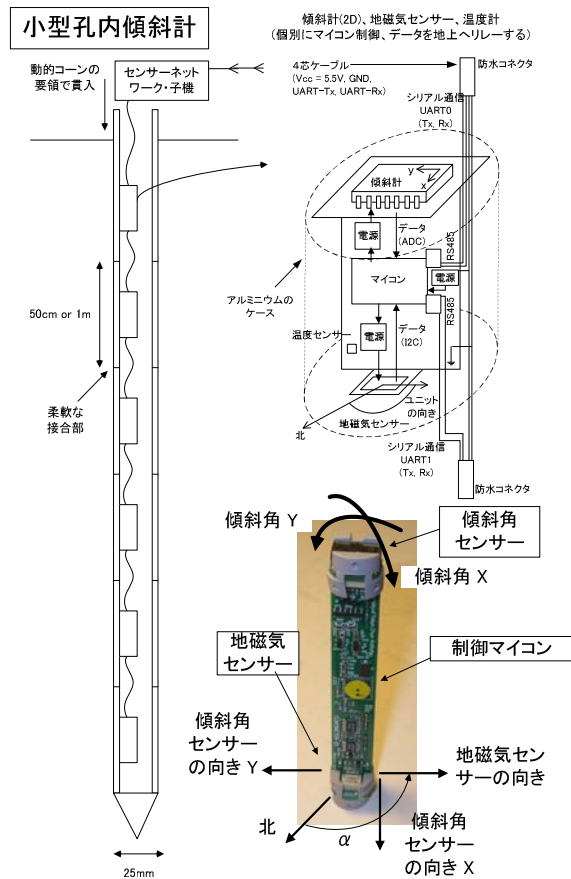 小型孔内傾斜計
傾斜計(2D)、地磁気センサー、温度計
(個別にマイコン制御、データを地上へリレーする)
動的コーンの
要領で貫入
センサーネット
ワーク・子機
4芯ケーブル
(Vcc = 5.5V, GND,
UART-Tx, UART-Rx)
防水コネクタ
シリアル通信
UART0
(Tx, Rx)
y
x
傾斜計
電源
データ
(ADC)
RS485
マイコン
電源
RS485
アルミニウムの
ケース
温度センサー
電源
データ
(I2C)
ユニット
の向き
地磁気センサー
北
シリアル通信
UART1
(Tx, Rx)
防水コネクタ
50cm or 1m
柔軟な
接合部
25mm
傾斜角 Y
傾斜角
センサー
傾斜角 X
地磁気
センサー
制御マイコン
傾斜角
センサー
の向き Y
地磁気セン
サーの向き
北
α
傾斜角
センサー
の向き X